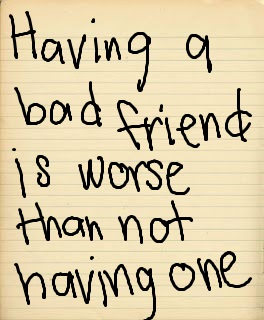 Having a
bad friend
is worse
than not
having one